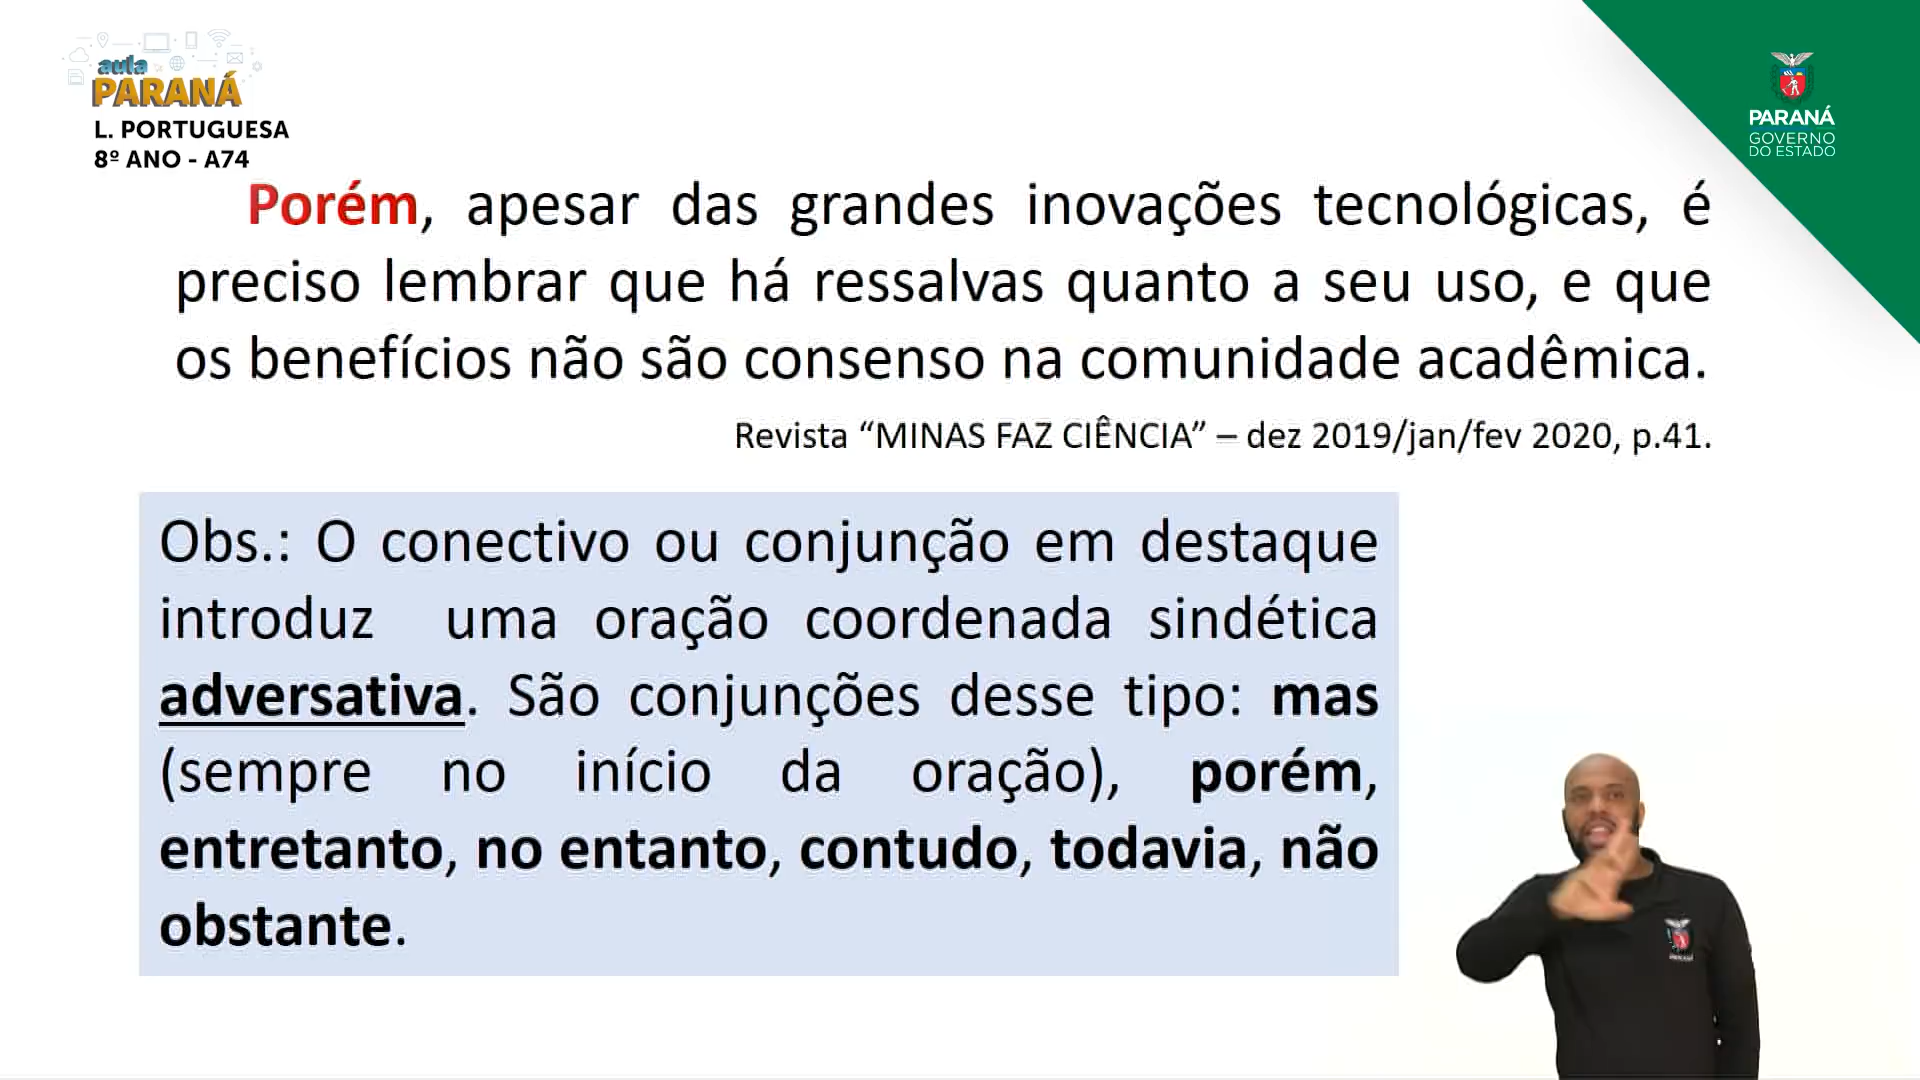 aula
PARANÁ
L. PORTUGUESA
8º ANO - A74
PARANÁ
GOVERNO
DO ESTADO
Porém, apesar das grandes inovações tecnológicas, é
preciso lembrar que há ressalvas quanto a seu uso, e que
os benefícios não são consenso na comunidade acadêmica.
Revista “MINAS FAZ CIÊNCIA” – dez 2019/jan/fev 2020, p.41.
Obs.: O conectivo ou conjunção em destaque
introduz uma oração coordenada sindética
adversativa. São conjunções desse tipo: mas
(sempre no início da oração), porém,
entretanto, no entanto, contudo, todavia, não
obstante.